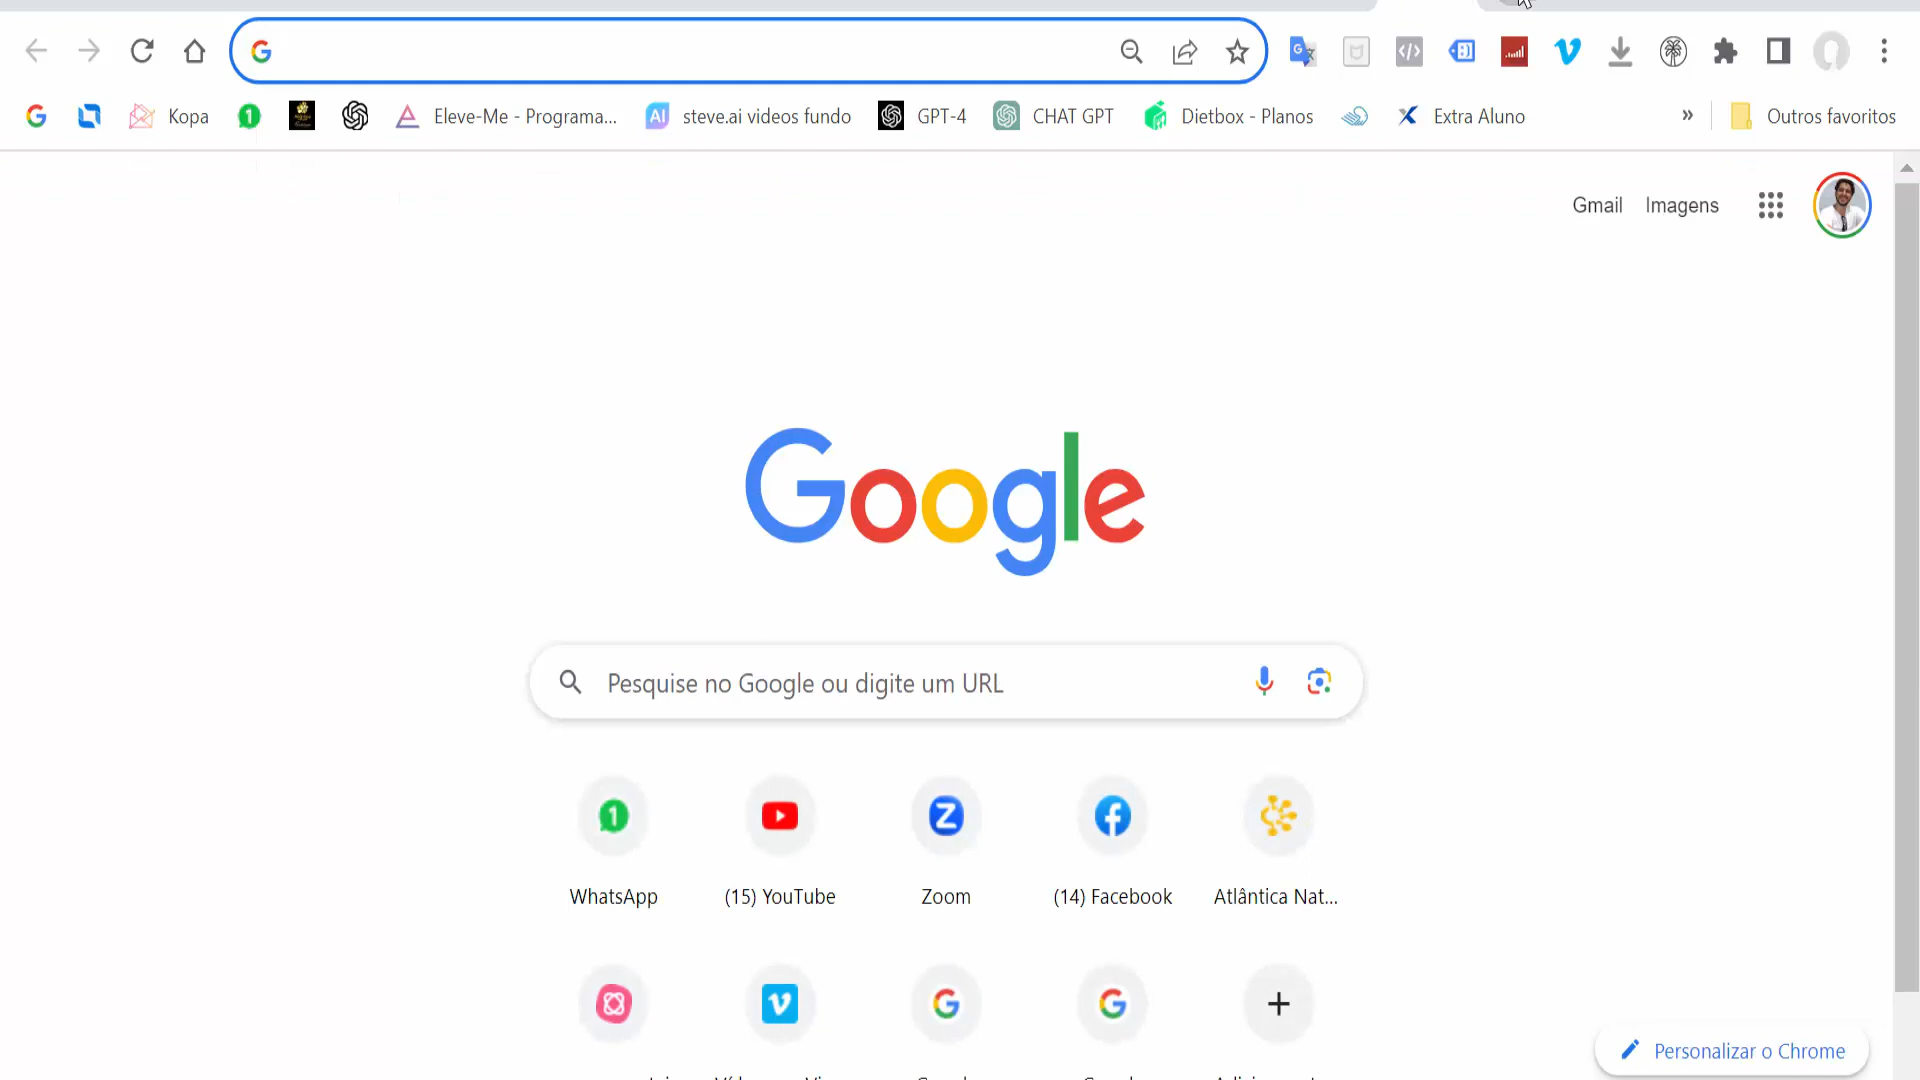 Kopa
Eleve-Me - Programa...
steve.ai videos fundo
GPT-4
CHAT GPT
Dietbox - Planos
Extra Aluno
»
Outros favoritos
Gmail
Imagens
Google
Pesquise no Google ou digite um URL
WhatsApp
(15) YouTube
Zoom
(14) Facebook
Atlântica Nat...
Personalizar o Chrome